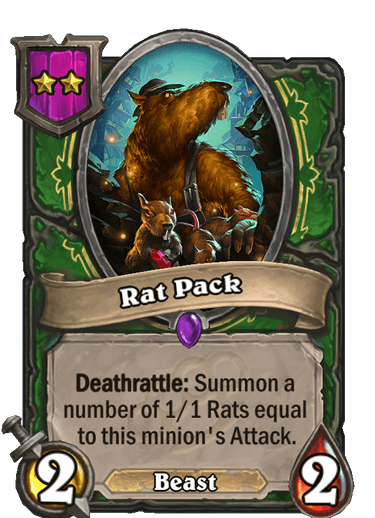 Rat Pack
Deathrattle: Summon a
number of 1/1 Rats equal
to this minion's Attack.
2
Beast
2